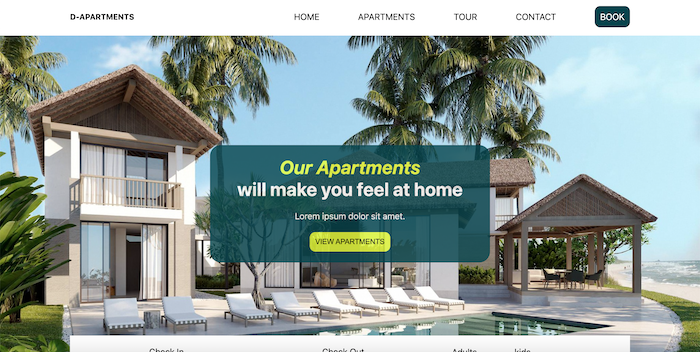 D-APARTMENTS
HOME APARTMENTS TOUR CONTACT BOOK
Our Apartments
will make you feel at home
Lorem ipsum dolor sit amet.
VIEW APARTMENTS
Check In Check Out Adults kids